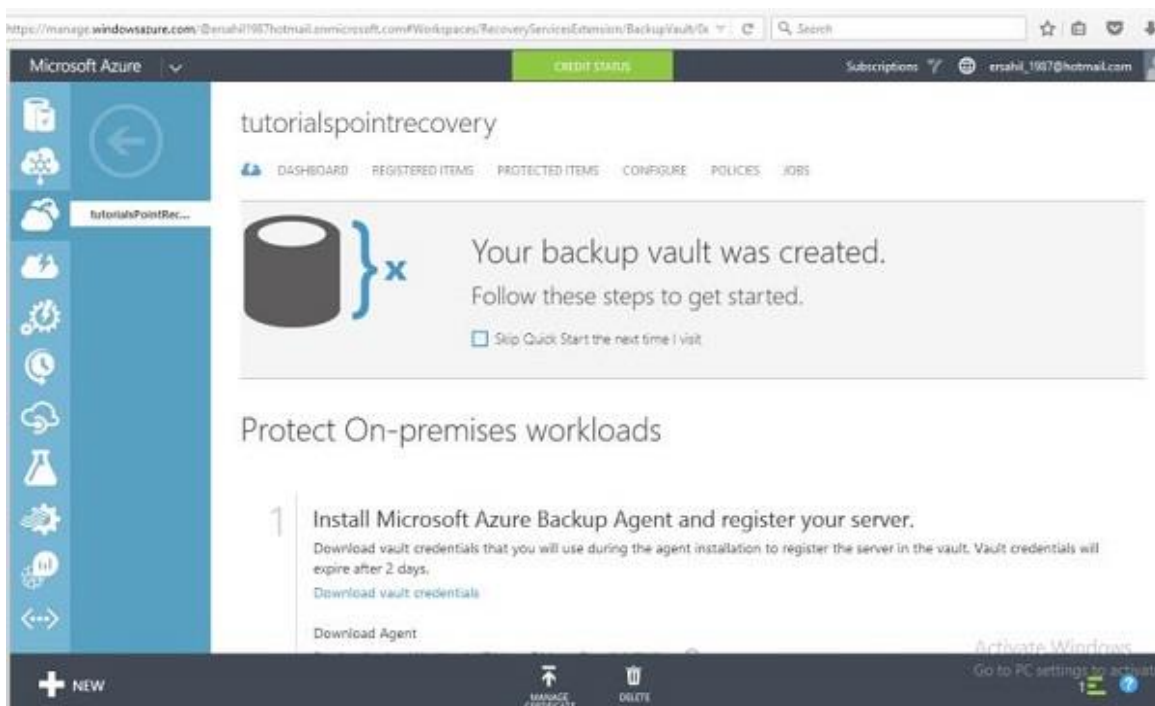 https://manage.windowsazure.com/@ersahil1987hotmail.onmicrosoft.com#Workspaces/RecoveryServicesExtension/BackupVault/
Search
Microsoft Azure
CREDIT STATUS
Subscriptions
ersahil_1987@hotmail.com
tutorialspointrecovery
DASHBOARD REGISTERED ITEMS PROTECTED ITEMS CONFIGURE POLICIES JOBS
tutorialsPointRec...
x
Your backup vault was created.
Follow these steps to get started.
Skip Quick Start the next time I visit
Protect On-premises workloads
1
Install Microsoft Azure Backup Agent and register your server.
Download vault credentials that you will use during the agent installation to register the server in the vault. Vault credentials will
expire after 2 days.
Download vault credentials
Download Agent
Activate Windows
Go to PC settings to activat
NEW
MANAGE
CERTIFICATE
DELETE
1
?